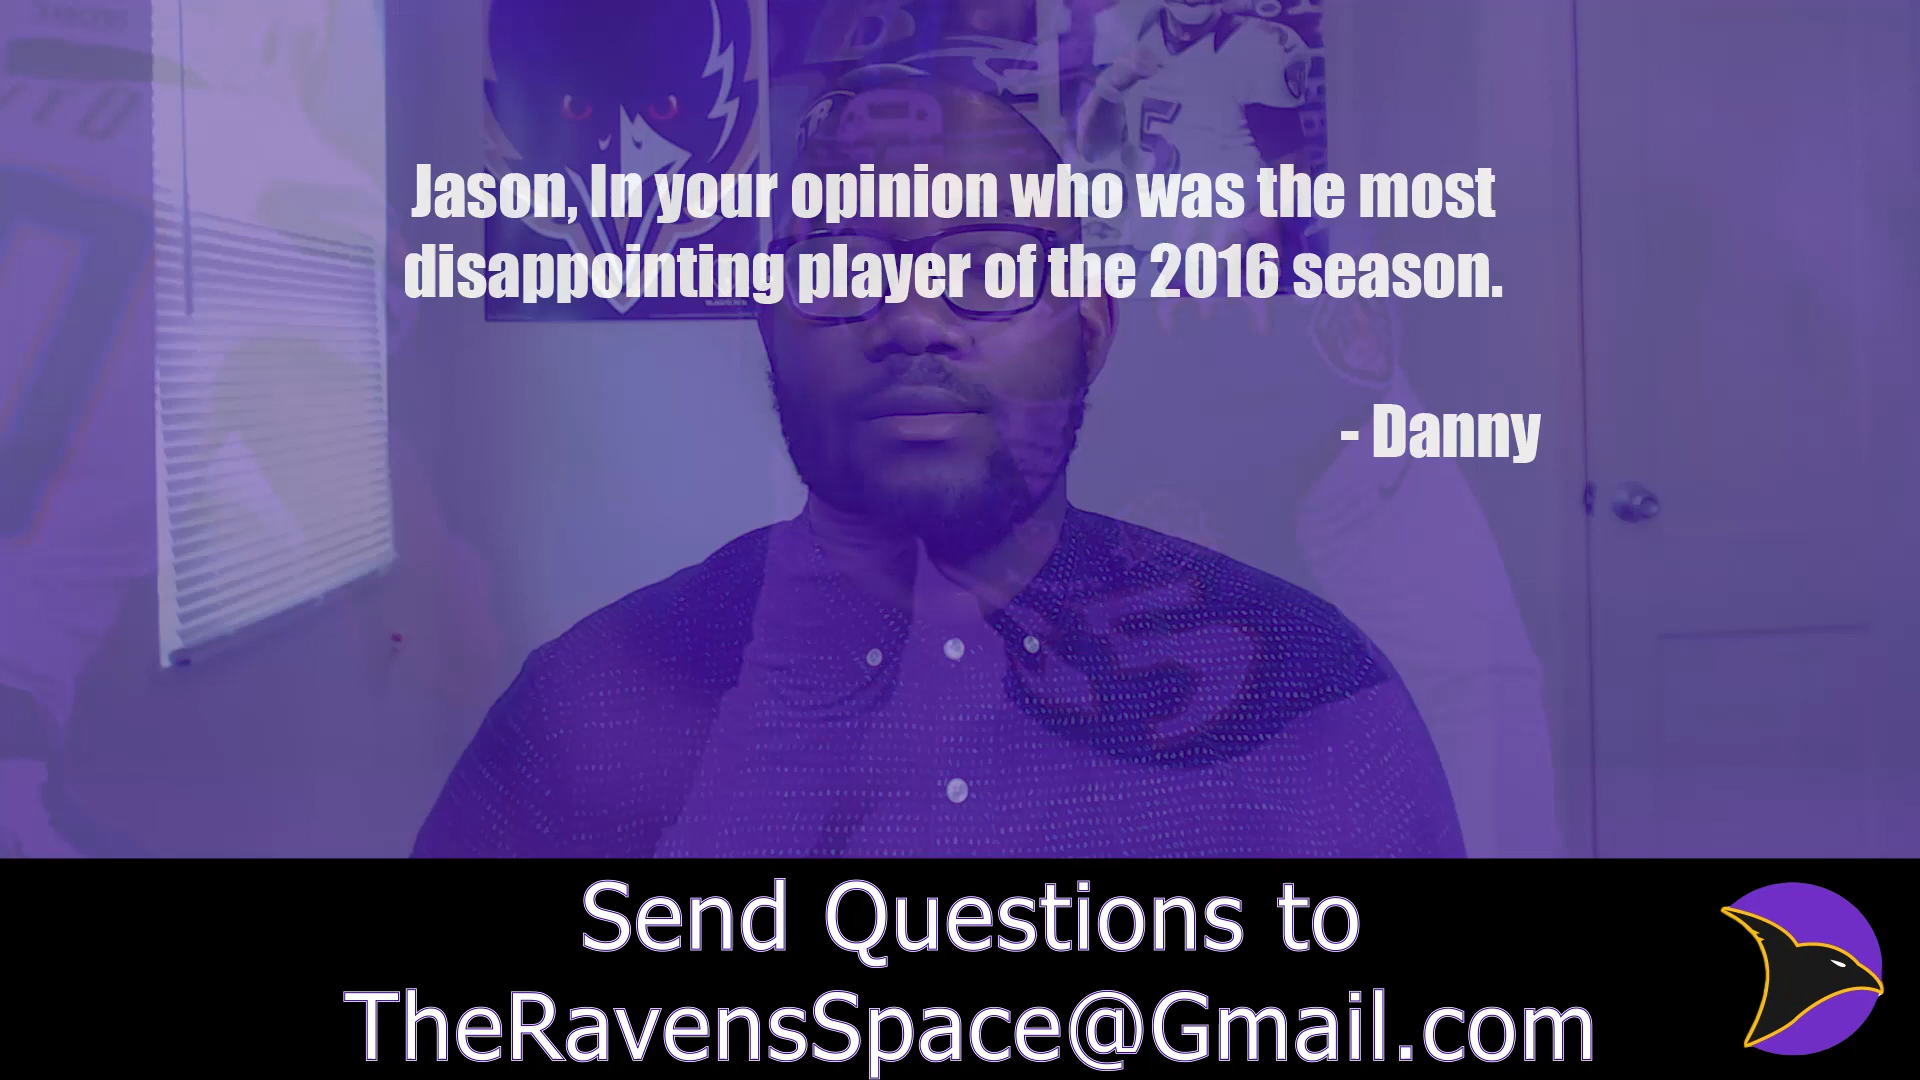 Jason, In your opinion who was the most
disappointing player of the 2016 season.
- Danny
Send Questions to
TheRavensSpace@Gmail.com